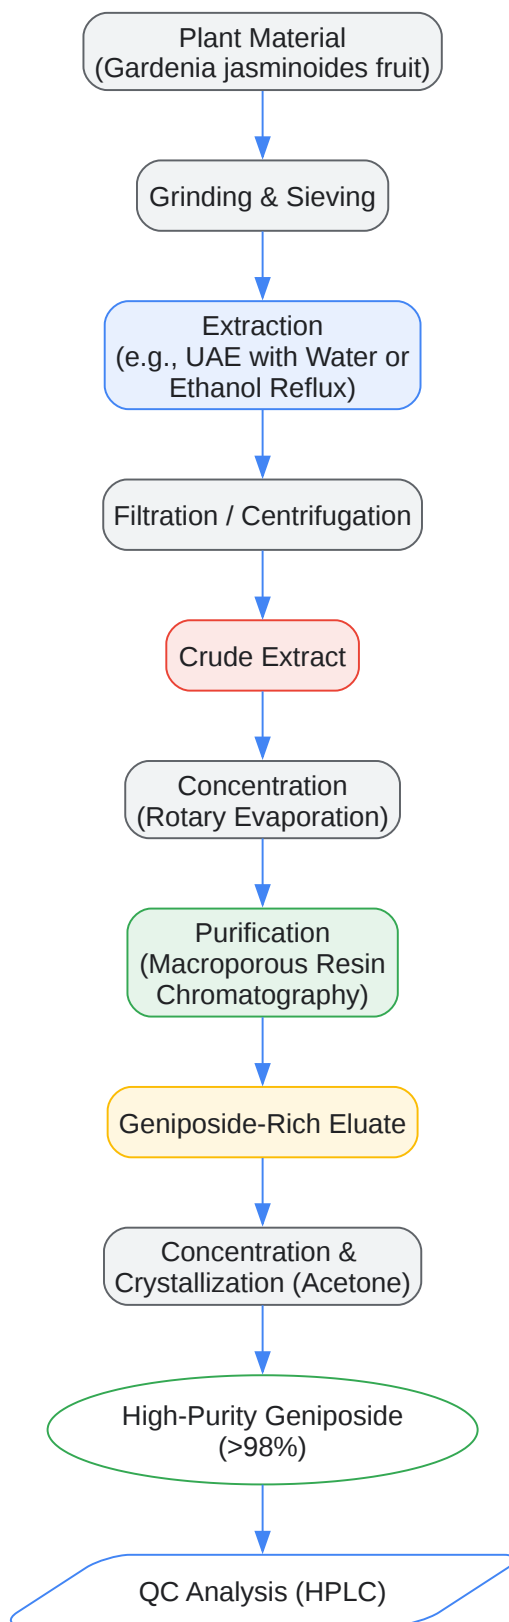 Plant Material
(Gardenia jasminoides fruit)
Grinding & Sieving
Extraction
(e.g., UAE with Water or
Ethanol Reflux)
Filtration / Centrifugation
Crude Extract
Concentration
(Rotary Evaporation)
Purification
(Macroporous Resin
Chromatography)
Geniposide-Rich Eluate
Concentration &
Crystallization (Acetone)
High-Purity Geniposide
(>98%)
QC Analysis (HPLC)